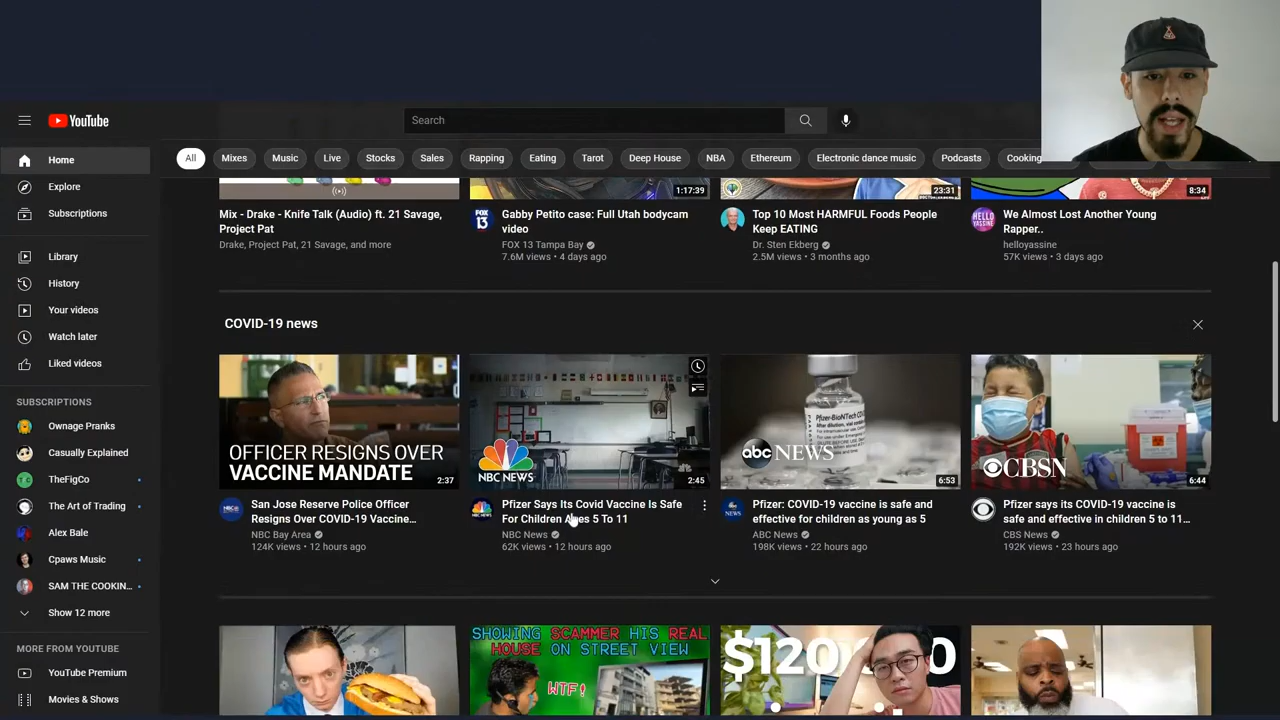 YouTube
Search
Home
Explore
Subscriptions
Library
History
Your videos
Watch later
Liked videos
SUBSCRIPTIONS
Ownage Pranks
Casually Explained
TheFigCo
The Art of Trading
Alex Bale
Cpaws Music
SAM THE COOKIN...
Show 12 more
MORE FROM YOUTUBE
YouTube Premium
Movies & Shows
All
Mixes
Music
Live
Stocks
Sales
Rapping
Eating
Tarot
Deep House
NBA
Ethereum
Electronic dance music
Podcasts
Cooking
Mix - Drake - Knife Talk (Audio) ft. 21 Savage,
Project Pat
Drake, Project Pat, 21 Savage, and more
1:17:39
FOX
13
Gabby Petito case: Full Utah bodycam
video
FOX 13 Tampa Bay
7.6M views • 4 days ago
23:31
Top 10 Most HARMFUL Foods People
Keep EATING
Dr. Sten Ekberg
2.5M views • 3 months ago
8:34
HELLO
YASSINE
We Almost Lost Another Young
Rapper..
helloyassine
57K views • 3 days ago
COVID-19 news
OFFICER RESIGNS OVER
VACCINE MANDATE
2:37
San Jose Reserve Police Officer
Resigns Over COVID-19 Vaccine...
NBC Bay Area
124K views • 12 hours ago
NBC NEWS
2:45
Pfizer Says Its Covid Vaccine Is Safe
For Children Ages 5 To 11
NBC News
62K views • 12 hours ago
Pfizer-BioNTech
abc NEWS
6:53
Pfizer: COVID-19 vaccine is safe and
effective for children as young as 5
ABC News
198K views • 22 hours ago
CBSN
6:44
Pfizer says its COVID-19 vaccine is
safe and effective in children 5 to 11...
CBS News
192K views • 23 hours ago
SHOWING SCAMMER HIS REAL
HOUSE ON STREET VIEW
WTF!